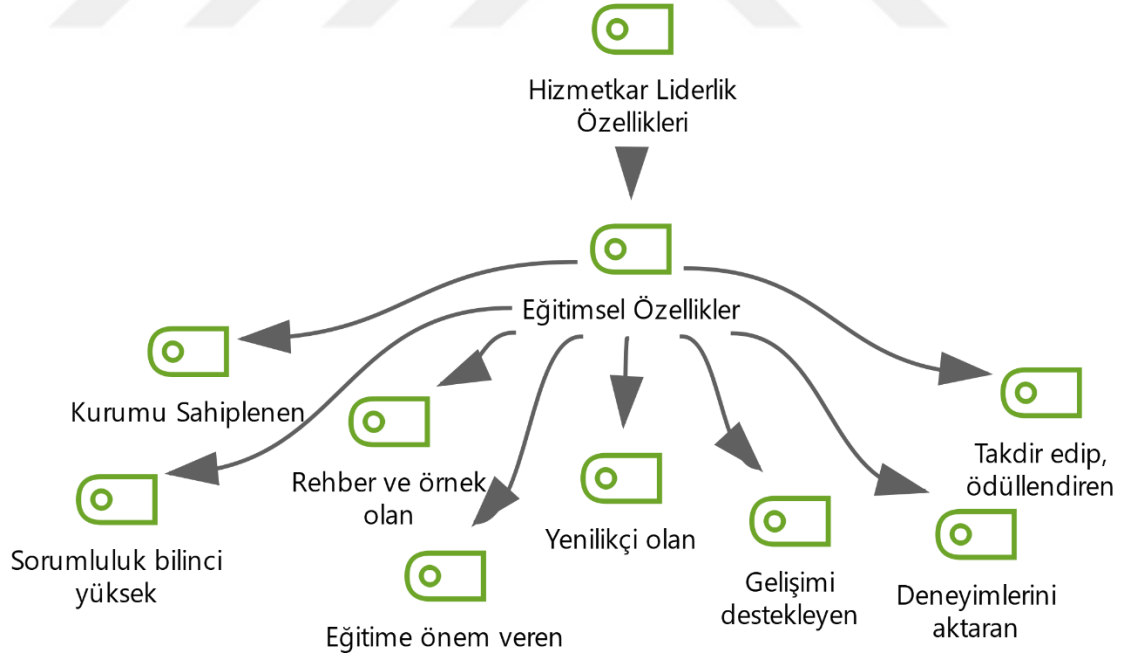 Hizmetkar Liderlik
Özellikleri
Eğitimsel Özellikler
Kurumu Sahiplenen
Sorumluluk bilinci
yüksek
Rehber ve örnek
olan
Eğitime önem veren
Yenilikçi olan
Gelişimi
destekleyen
Deneyimlerini
aktaran
Takdir edip,
ödüllendiren